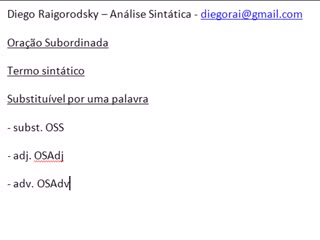 Diego Raigorodsky – Análise Sintática - diegorai@gmail.com
Oração Subordinada
Termo sintático
Substituível por uma palavra
- subst. OSS
- adj. OSAdj
- adv. OSAdv